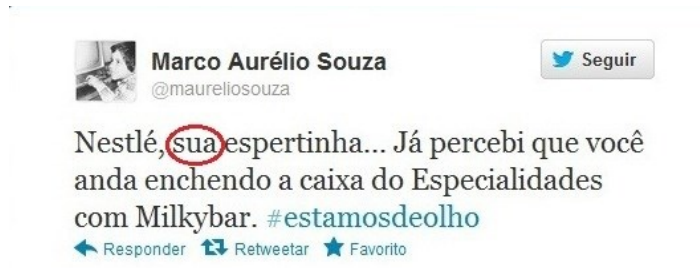 Marco Aurélio Souza
@maureliosouza
Seguir
Nestlé, sua espertinha... Já percebi que você
anda enchendo a caixa do Especialidades
com Milkybar. #estamosdeolho
Responder Retweetar Favorito